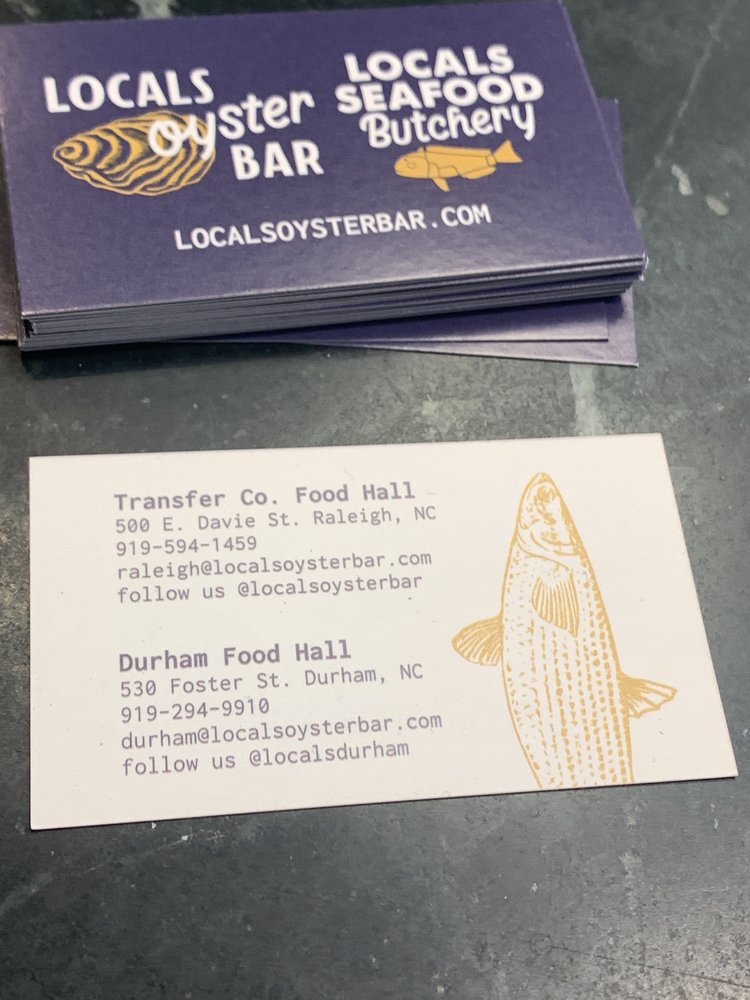 LOCALS
oyster
BAR
LOCALS
SEAFOOD
Butchery
LOCALSOYSTERBAR.COM
Transfer Co. Food Hall
500 E. Davie St. Raleigh, NC
919-594-1459
raleigh@localsoysterbar.com
follow us @localsoysterbar
Durham Food Hall
530 Foster St. Durham, NC
919-294-9910
durham@localsoysterbar.com
follow us @localsdurham